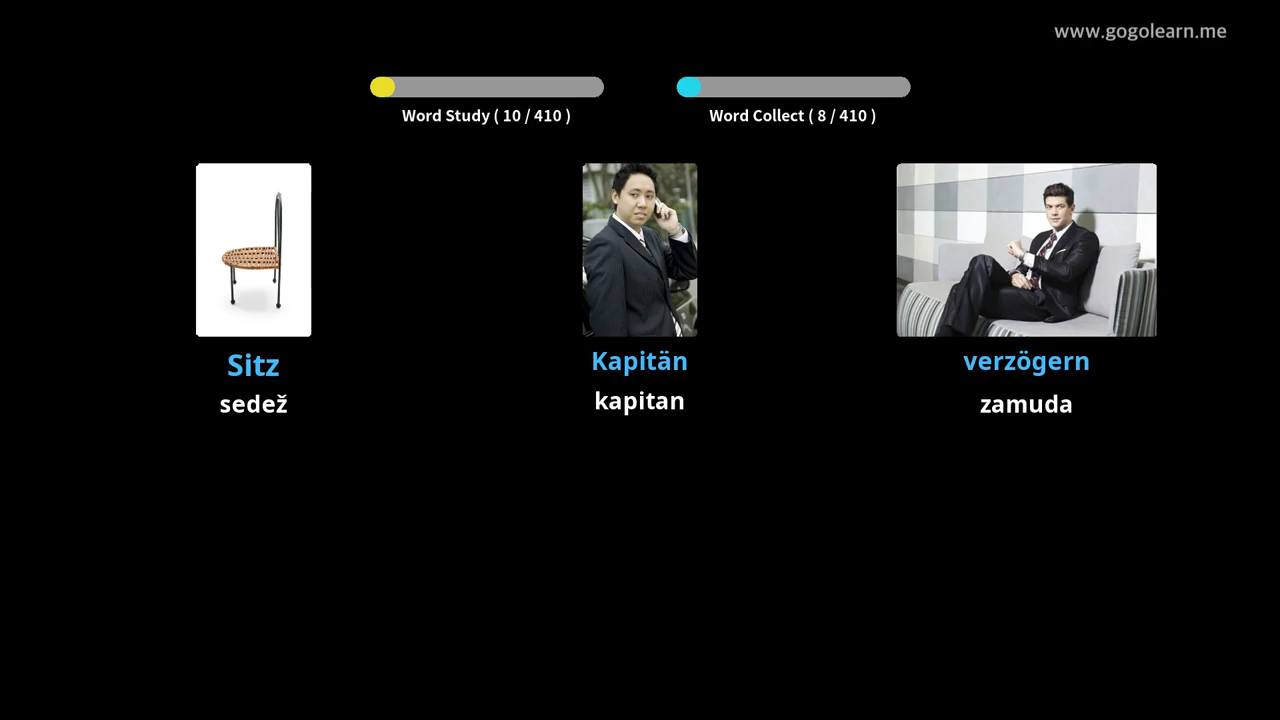 www.gogolearn.me
Word Study ( 10 / 410 )
Word Collect ( 8 / 410 )
Sitz
sedež
Kapitän
kapitan
verzögern
zamuda